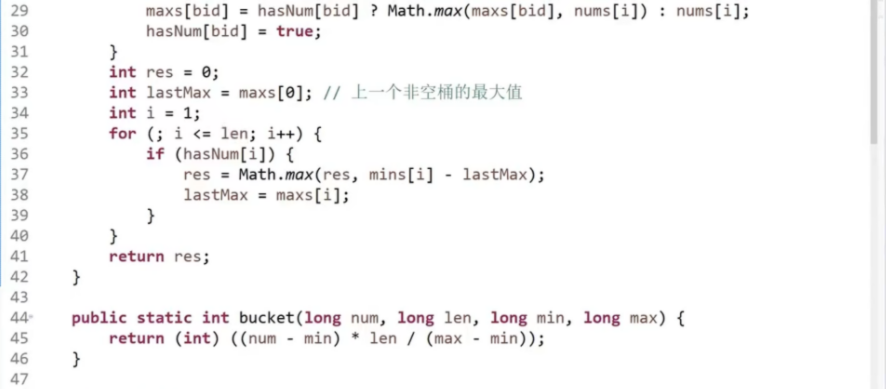 29 maxs[bid] = hasNum[bid] ? Math.max(maxs[bid], nums[i]) : nums[i];
30 hasNum[bid] = true;
31 }
32 int res = 0;
33 int lastMax = maxs[0]; // 上一个非空桶的最大值
34 int i = 1;
35 for (; i <= len; i++) {
36 if (hasNum[i]) {
37 res = Math.max(res, mins[i] - lastMax);
38 lastMax = maxs[i];
39 }
40 }
41 return res;
42 }
43
44 public static int bucket(long num, long len, long min, long max) {
45 return (int) ((num - min) * len / (max - min));
46 }
47